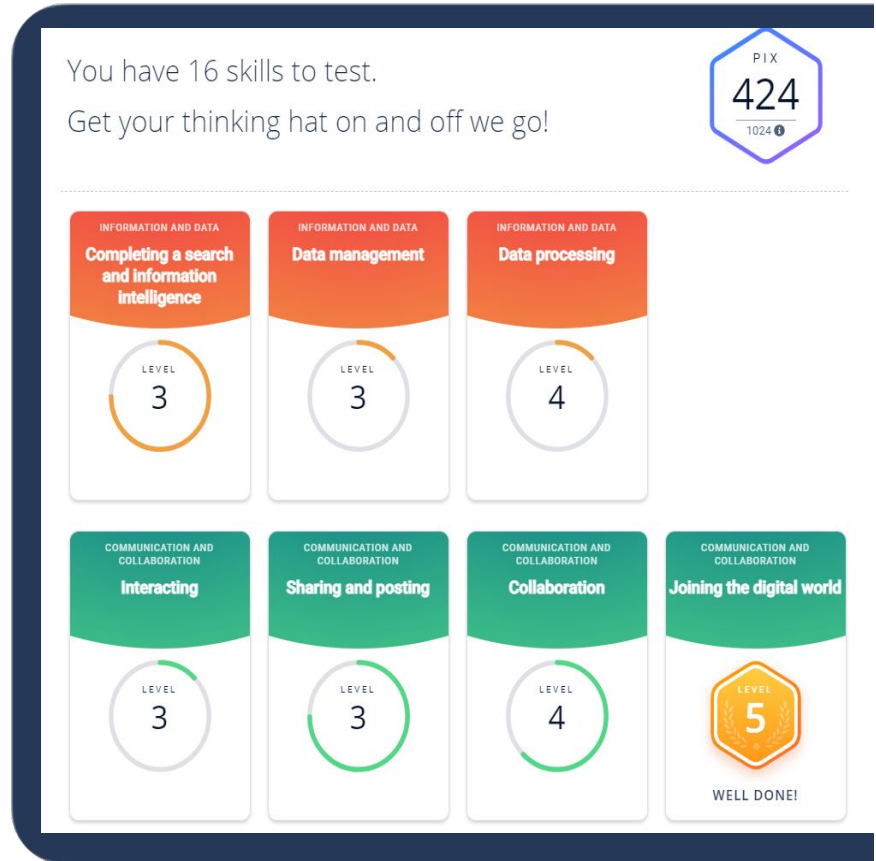 You have 16 skills to test.
Get your thinking hat on and off we go!
PIX
424
1024
INFORMATION AND DATA
Completing a search
and information
intelligence
LEVEL
3
INFORMATION AND DATA
Data management
LEVEL
3
INFORMATION AND DATA
Data processing
LEVEL
4
COMMUNICATION AND
COLLABORATION
Interacting
LEVEL
3
COMMUNICATION AND
COLLABORATION
Sharing and posting
LEVEL
3
COMMUNICATION AND
COLLABORATION
Collaboration
LEVEL
4
COMMUNICATION AND
COLLABORATION
Joining the digital world
LEVEL
5
WELL DONE!